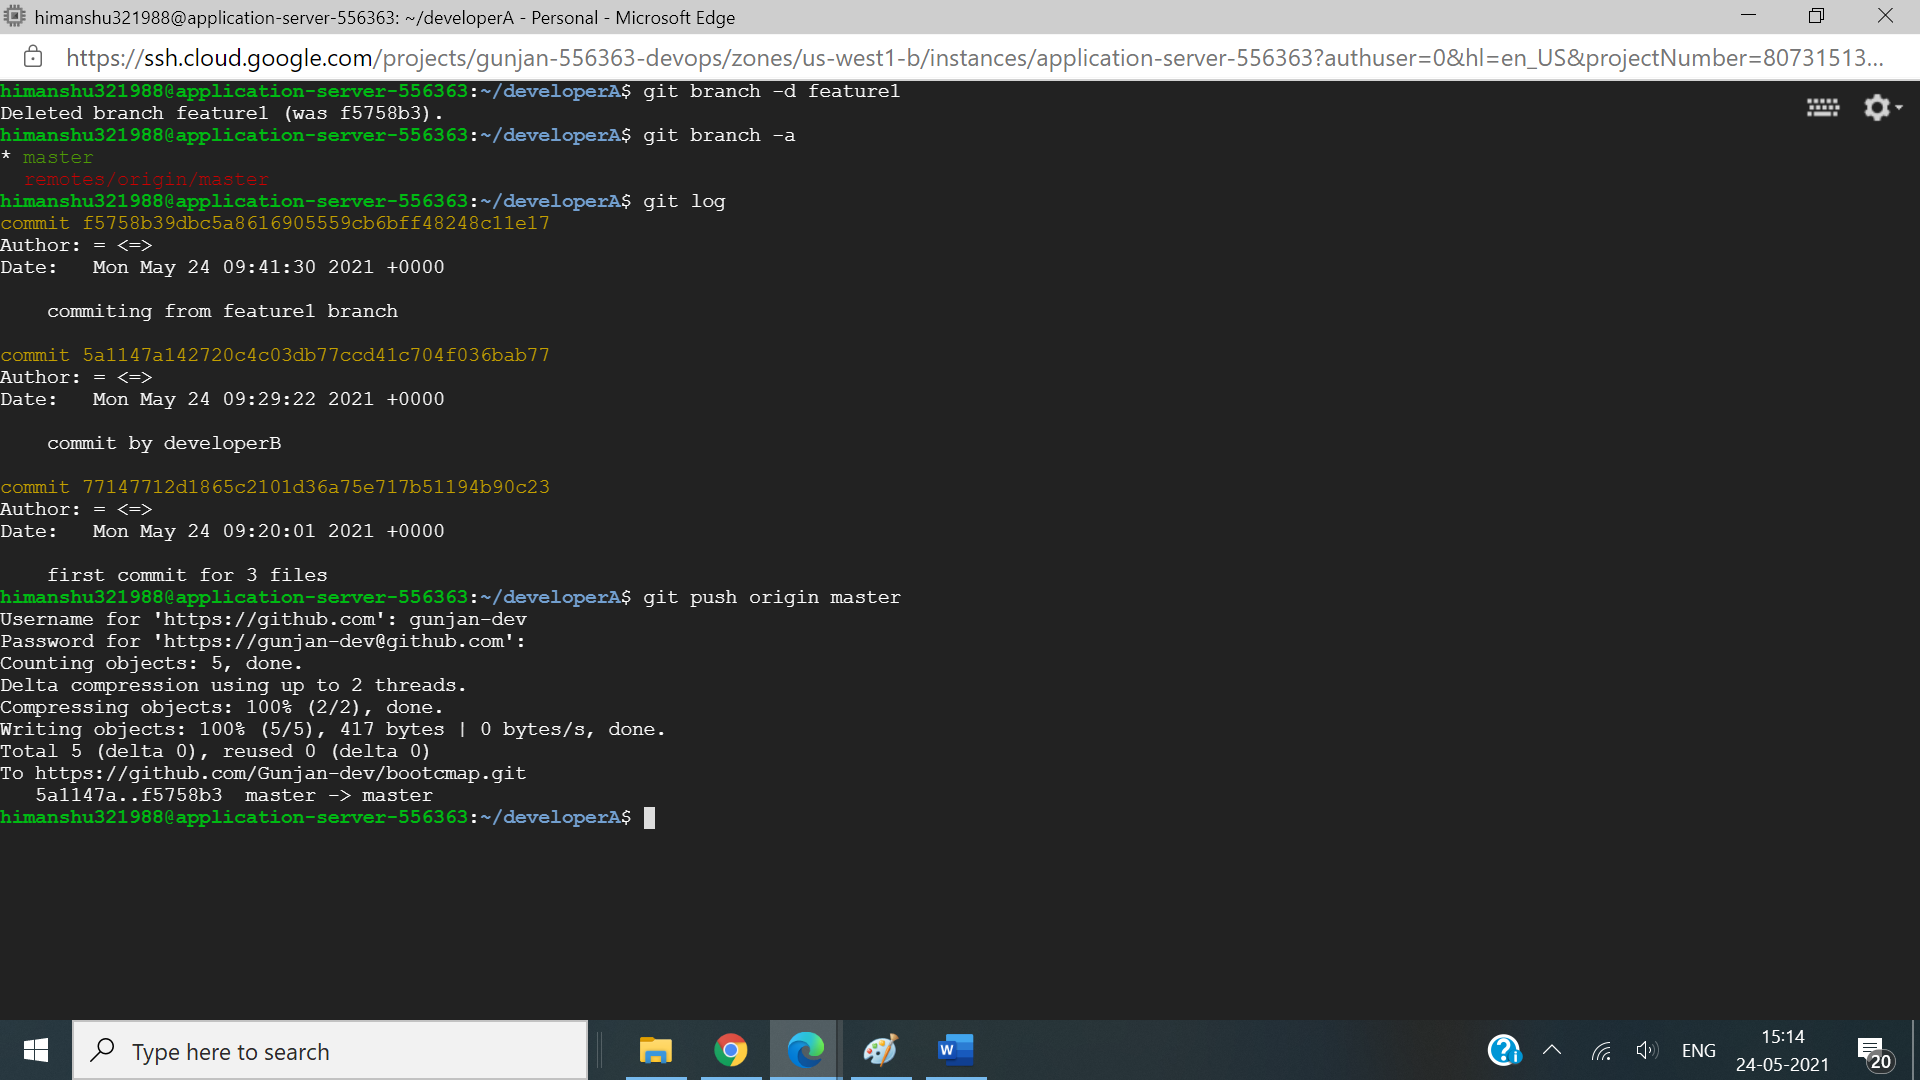 himanshu321988@application-server-556363: ~/developerA - Personal - Microsoft Edge
https://ssh.cloud.google.com/projects/gunjan-556363-devops/zones/us-west1-b/instances/application-server-556363?authuser=0&hl=en_US&projectNumber=80731513...
himanshu321988@application-server-556363:~/developerA$ git branch -d feature1
Deleted branch feature1 (was f5758b3).
himanshu321988@application-server-556363:~/developerA$ git branch -a
* master
  remotes/origin/master
himanshu321988@application-server-556363:~/developerA$ git log
commit f5758b39dbc5a8616905559cb6bff48248c11e17
Author: = <=>
Date:   Mon May 24 09:41:30 2021 +0000
    commiting from feature1 branch
commit 5a1147a142720c4c03db77ccd41c704f036bab77
Author: = <=>
Date:   Mon May 24 09:29:22 2021 +0000
    commit by developerB
commit 77147712d1865c2101d36a75e717b51194b90c23
Author: = <=>
Date:   Mon May 24 09:20:01 2021 +0000
    first commit for 3 files
himanshu321988@application-server-556363:~/developerA$ git push origin master
Username for 'https://github.com': gunjan-dev
Password for 'https://gunjan-dev@github.com':
Counting objects: 5, done.
Delta compression using up to 2 threads.
Compressing objects: 100% (2/2), done.
Writing objects: 100% (5/5), 417 bytes | 0 bytes/s, done.
Total 5 (delta 0), reused 0 (delta 0)
To https://github.com/Gunjan-dev/bootcmap.git
   5a1147a..f5758b3  master -> master
himanshu321988@application-server-556363:~/developerA$
Type here to search
W
ENG
15:14
24-05-2021
20